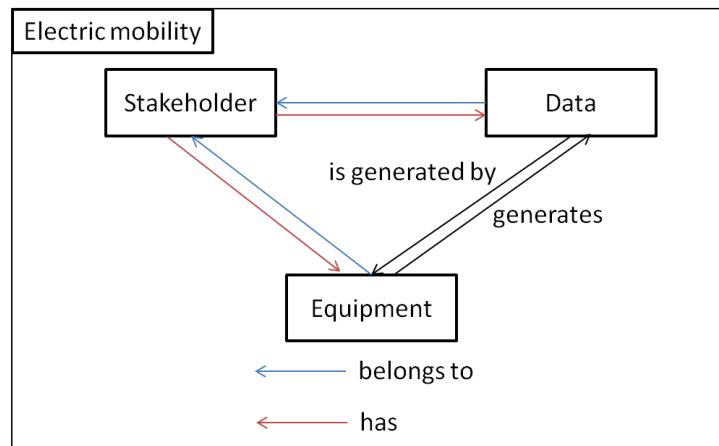 Electric mobility
Stakeholder
Data
is generated by
generates
Equipment
belongs to
has